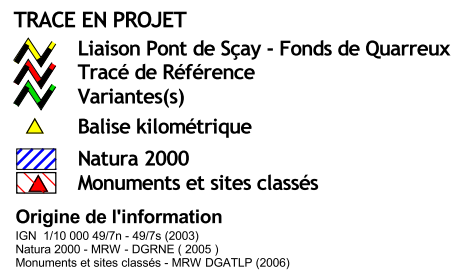 TRACE EN PROJET
Liaison Pont de Sçay - Fonds de Quarreux
Tracé de Référence
Variantes(s)
Balise kilométrique
Natura 2000
Monuments et sites classés
Origine de l'information
IGN 1/10 000 49/7n - 49/7s (2003)
Natura 2000 - MRW - DGRNE ( 2005 )
Monuments et sites classés - MRW DGATLP (2006)